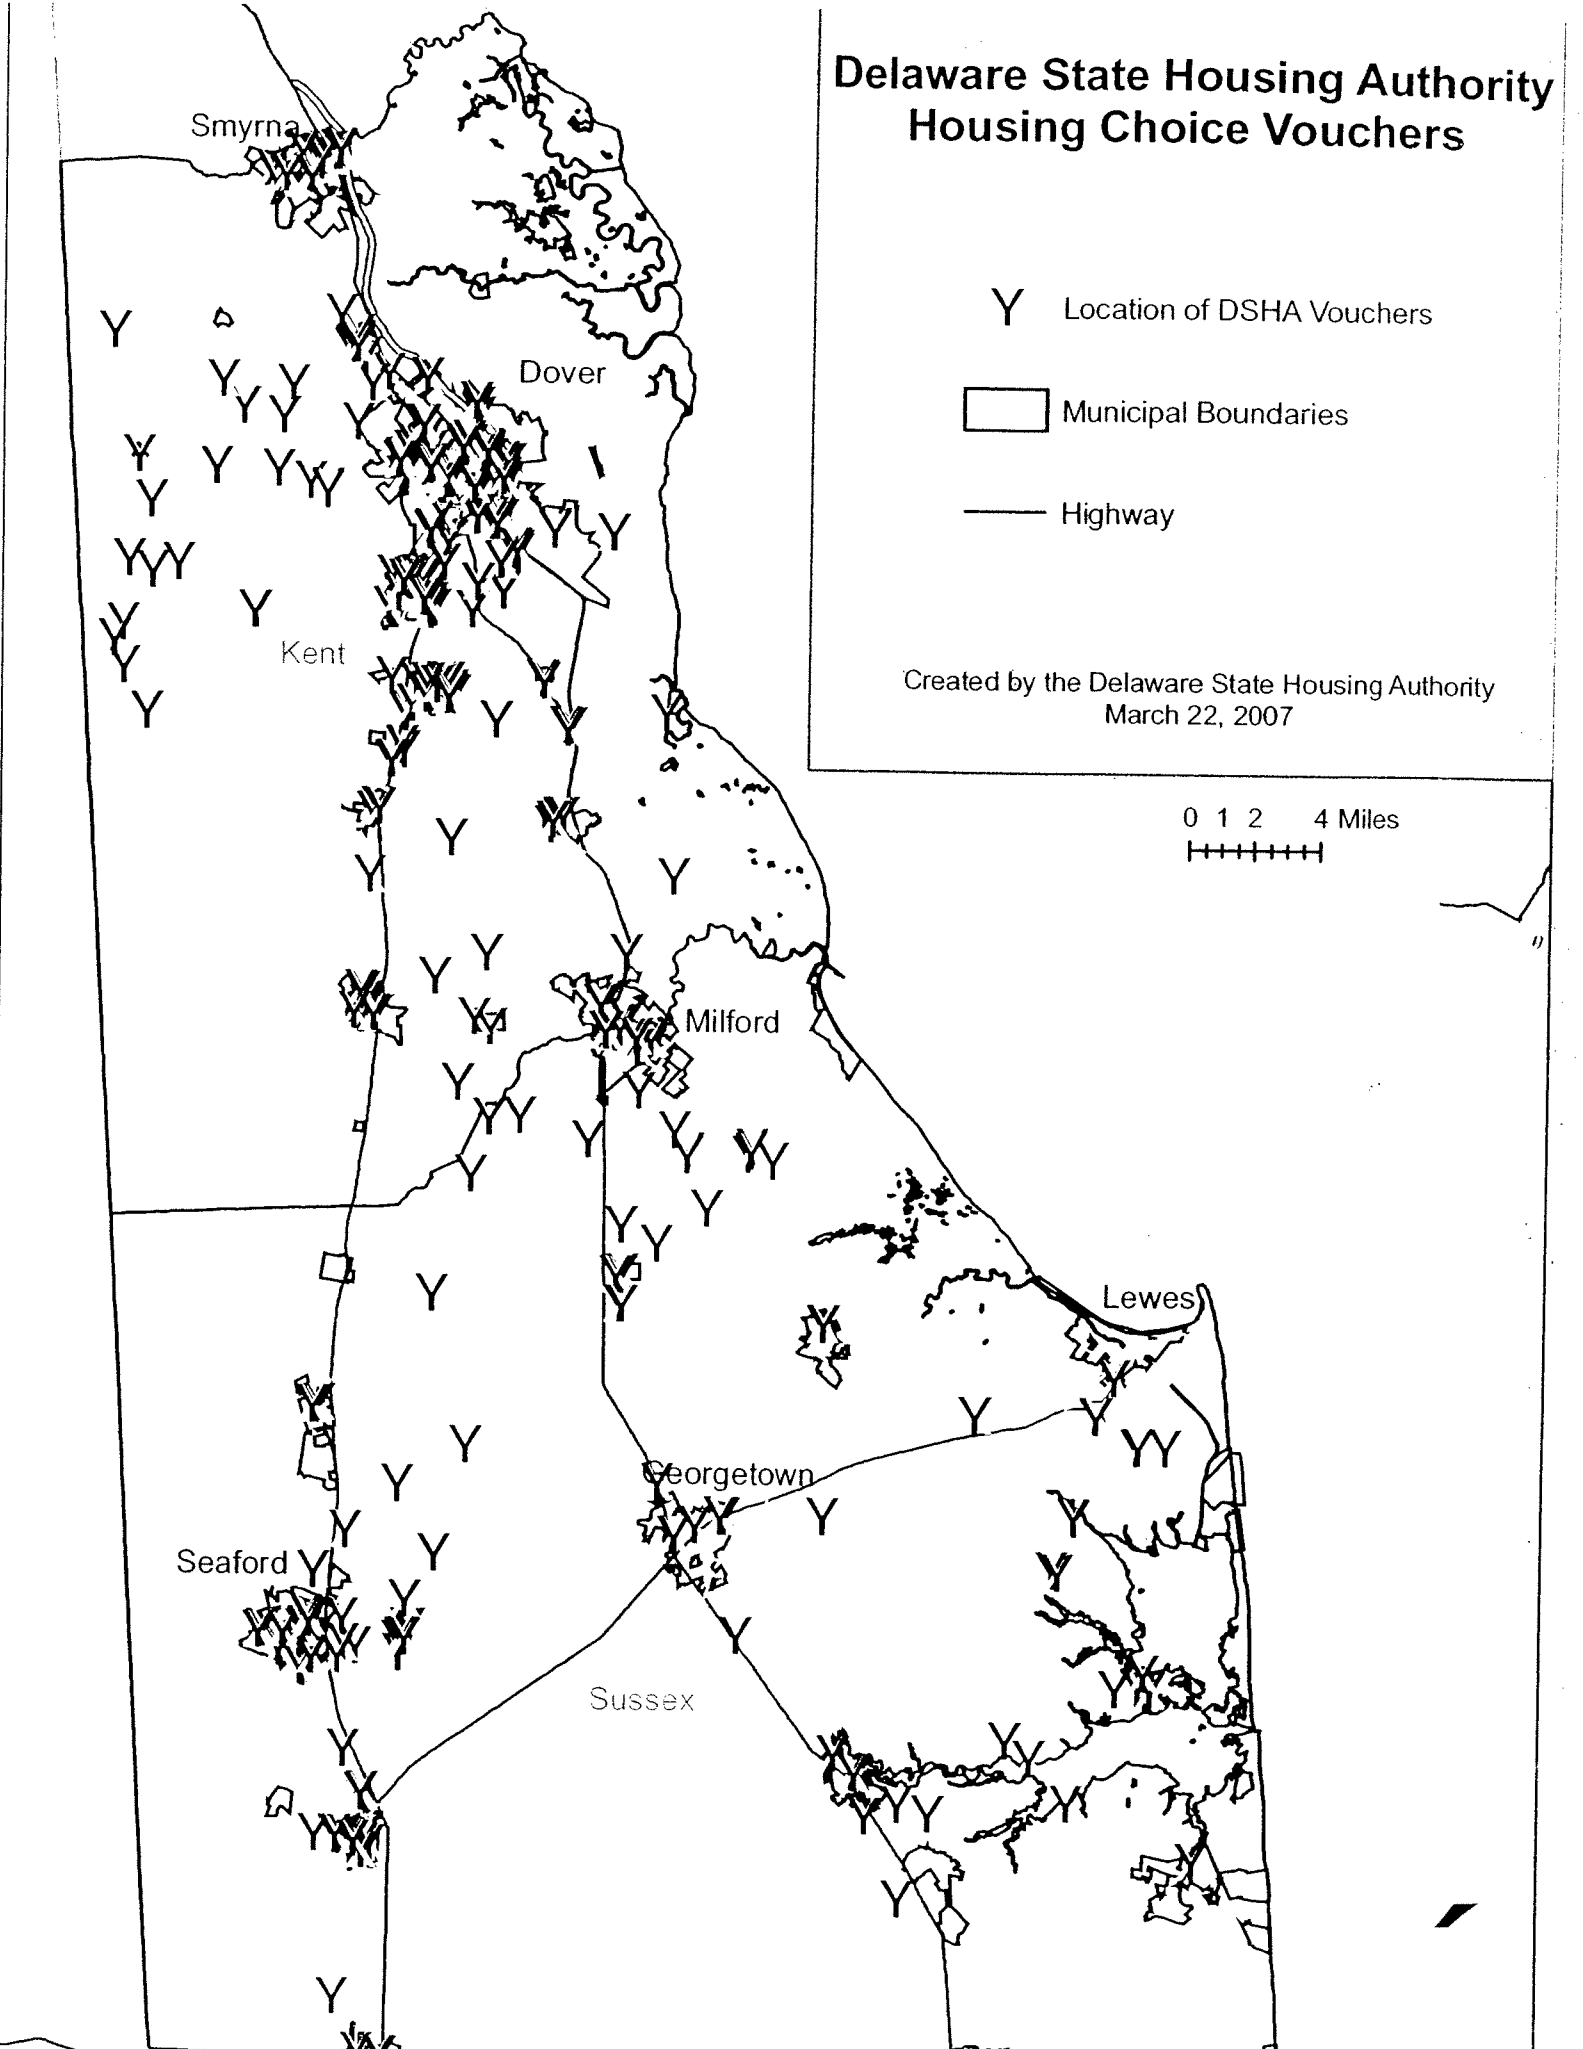 Delaware State Housing Authority
Housing Choice Vouchers
Smyrna
Y Location of DSHA Vouchers
Dover
Municipal Boundaries
Highway
Kent
Created by the Delaware State Housing Authority
March 22, 2007
0 1 2 4 Miles
Milford
Lewes
Georgetown
Seaford
Sussex